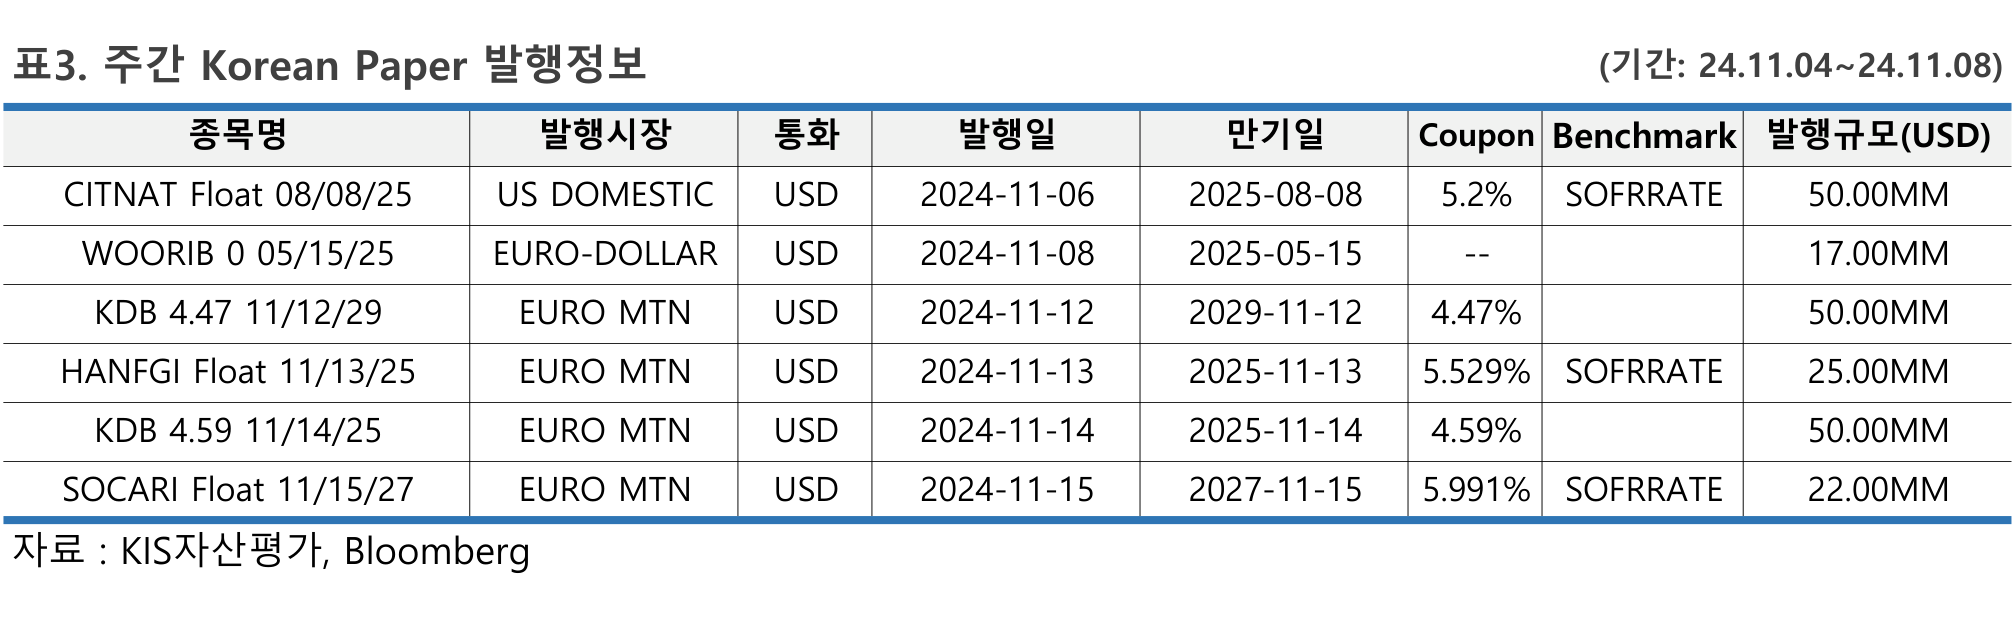 표3. 주간 Korean Paper 발행정보 (기간: 24.11.04~24.11.08)
종목명 발행시장 통화 발행일 만기일 Coupon Benchmark 발행규모(USD)
CITNAT Float 08/08/25 US DOMESTIC USD 2024-11-06 2025-08-08 5.2% SOFRRATE 50.00MM
WOORIB 0 05/15/25 EURO-DOLLAR USD 2024-11-08 2025-05-15 -- 17.00MM
KDB 4.47 11/12/29 EURO MTN USD 2024-11-12 2029-11-12 4.47% 50.00MM
HANFGI Float 11/13/25 EURO MTN USD 2024-11-13 2025-11-13 5.529% SOFRRATE 25.00MM
KDB 4.59 11/14/25 EURO MTN USD 2024-11-14 2025-11-14 4.59% 50.00MM
SOCARI Float 11/15/27 EURO MTN USD 2024-11-15 2027-11-15 5.991% SOFRRATE 22.00MM
자료 : KIS자산평가, Bloomberg